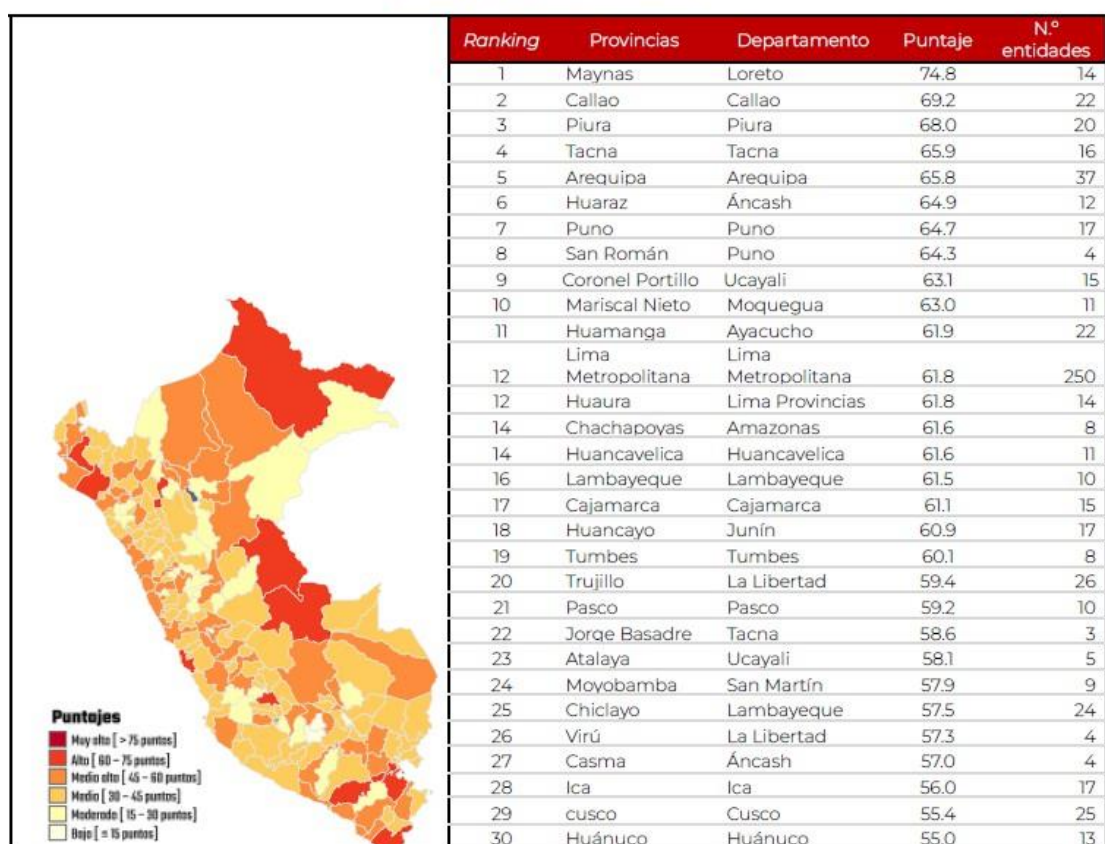 Ranking Provincias Departamento Puntaje N.º entidades
1 Maynas Loreto 74.8 14
2 Callao Callao 69.2 22
3 Piura Piura 68.0 20
4 Tacna Tacna 65.9 16
5 Arequipa Arequipa 65.8 37
6 Huaraz Áncash 64.9 12
7 Puno Puno 64.7 17
8 San Román Puno 64.3 4
9 Coronel Portillo Ucayali 63.1 15
10 Mariscal Nieto Moquegua 63.0 11
11 Huamanga Ayacucho 61.9 22
12 Lima Metropolitana Lima Metropolitana 61.8 250
12 Huaura Lima Provincias 61.8 14
14 Chachapoyas Amazonas 61.6 8
14 Huancavelica Huancavelica 61.6 11
16 Lambayeque Lambayeque 61.5 10
17 Cajamarca Cajamarca 61.1 15
18 Huancayo Junín 60.9 17
19 Tumbes Tumbes 60.1 8
20 Trujillo La Libertad 59.4 26
21 Pasco Pasco 59.2 10
22 Jorge Basadre Tacna 58.6 3
23 Atalaya Ucayali 58.1 5
24 Moyobamba San Martín 57.9 9
25 Chiclayo Lambayeque 57.5 24
26 Virú La Libertad 57.3 4
27 Casma Áncash 57.0 4
28 Ica Ica 56.0 17
29 cusco Cusco 55.4 25
30 Huánuco Huánuco 55.0 13
Puntajes
Muy alto [ > 75 puntos]
Alto [ 60 – 75 puntos]
Medio alto [ 45 – 60 puntos]
Medio [ 30 – 45 puntos]
Moderado [ 15 – 30 puntos]
Bajo [ ≤ 15 puntos]